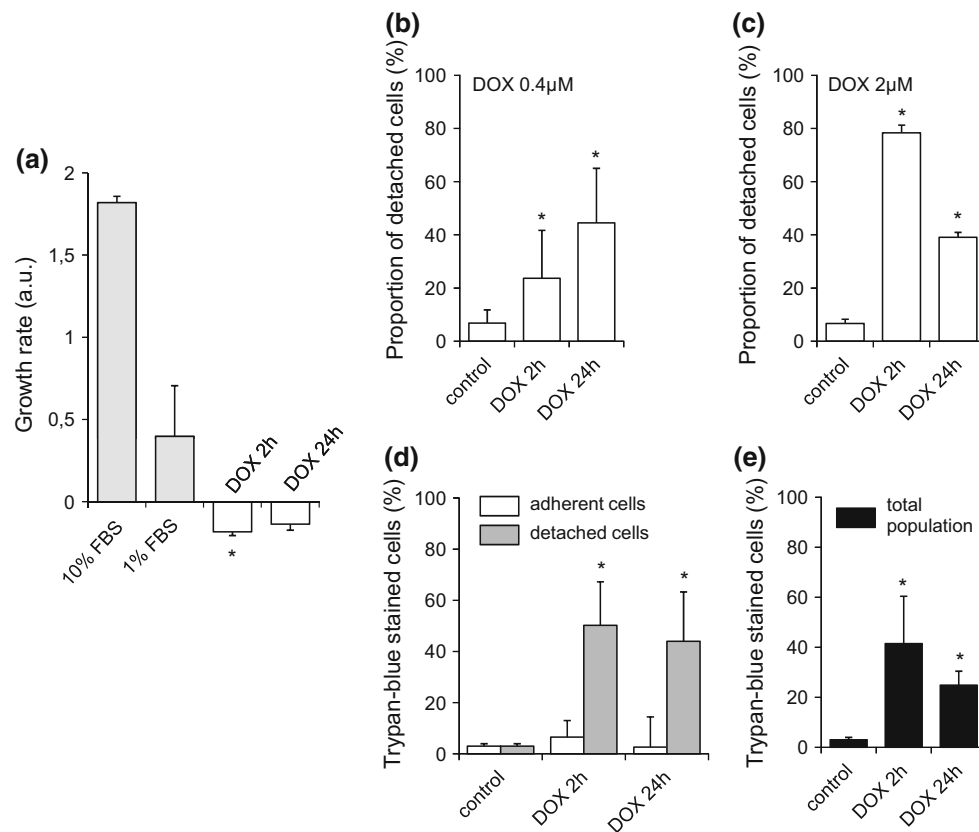 (a)
Growth rate (a.u.)
2
1,5
1
0,5
0
10% FBS
1% FBS
DOX 2h
DOX 24h
*
(b)
Proportion of detached cells (%)
100
80
60
40
20
0
DOX 0.4µM
*
*
control
DOX 2h
DOX 24h
(c)
Proportion of detached cells (%)
100
80
60
40
20
0
DOX 2µM
*
*
control
DOX 2h
DOX 24h
(d)
Trypan-blue stained cells (%)
100
80
60
40
20
0
adherent cells
detached cells
*
*
control
DOX 2h
DOX 24h
(e)
Trypan-blue stained cells (%)
100
80
60
40
20
0
total
population
*
*
control
DOX 2h
DOX 24h